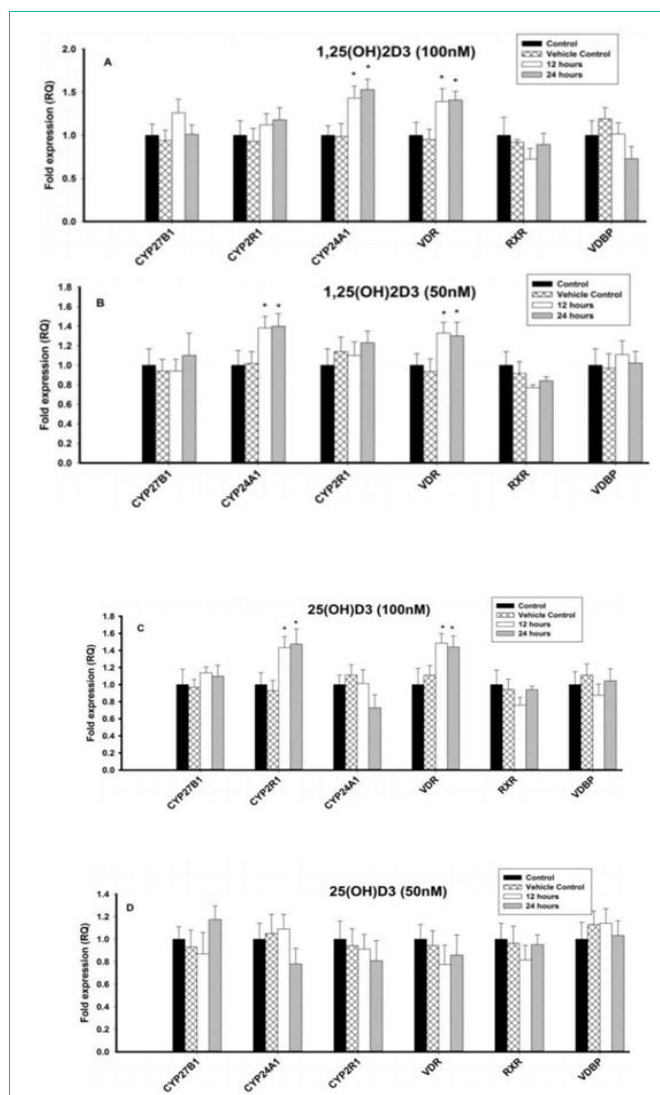 1,25(OH)2D3 (100nM)
A
Control
Vehicle Control
12 hours
24 hours
Fold expression (RQ)
2.0
1.5
1.0
0.5
0.0
* * * *
CYP27B1 CYP2R1 CYP24A1 VDR RXR VDBP
1,25(OH)2D3 (50nM)
B
Control
Vehicle Control
12 hours
24 hours
Fold expression (RQ)
1.8
1.6
1.4
1.2
1.0
0.8
0.6
0.4
0.2
0.0
* * * *
CYP27B1 CYP24A1 CYP2R1 VDR RXR VDBP
25(OH)D3 (100nM)
C
Control
Vehicle Control
12 hours
24 hours
Fold expression (RQ)
1.8
1.6
1.4
1.2
1.0
0.8
0.6
0.4
0.2
0.0
* * * *
CYP27B1 CYP2R1 CYP24A1 VDR RXR VDBP
25(OH)D3 (50nM)
D
Control
Vehicle Control
12 hours
24 hours
Fold expression (RQ)
1.4
1.2
1.0
0.8
0.6
0.4
0.2
0.0
CYP27B1 CYP24A1 CYP2R1 VDR RXR VDBP